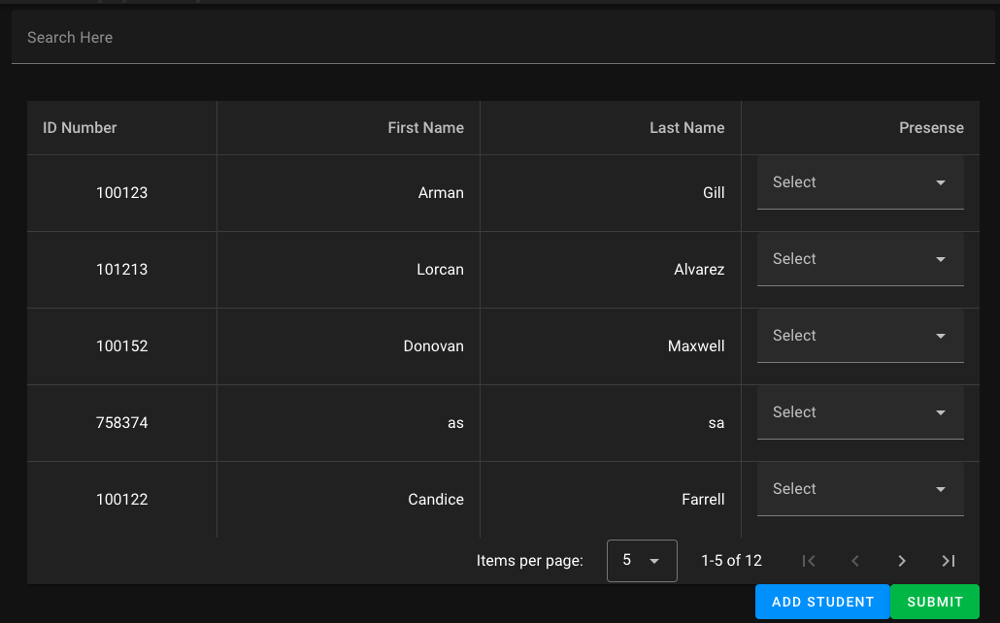 Search Here
ID Number First Name Last Name Presense
100123 Arman Gill Select
101213 Lorcan Alvarez Select
100152 Donovan Maxwell Select
758374 as sa Select
100122 Candice Farrell Select
Items per page: 5 1-5 of 12
ADD STUDENT SUBMIT